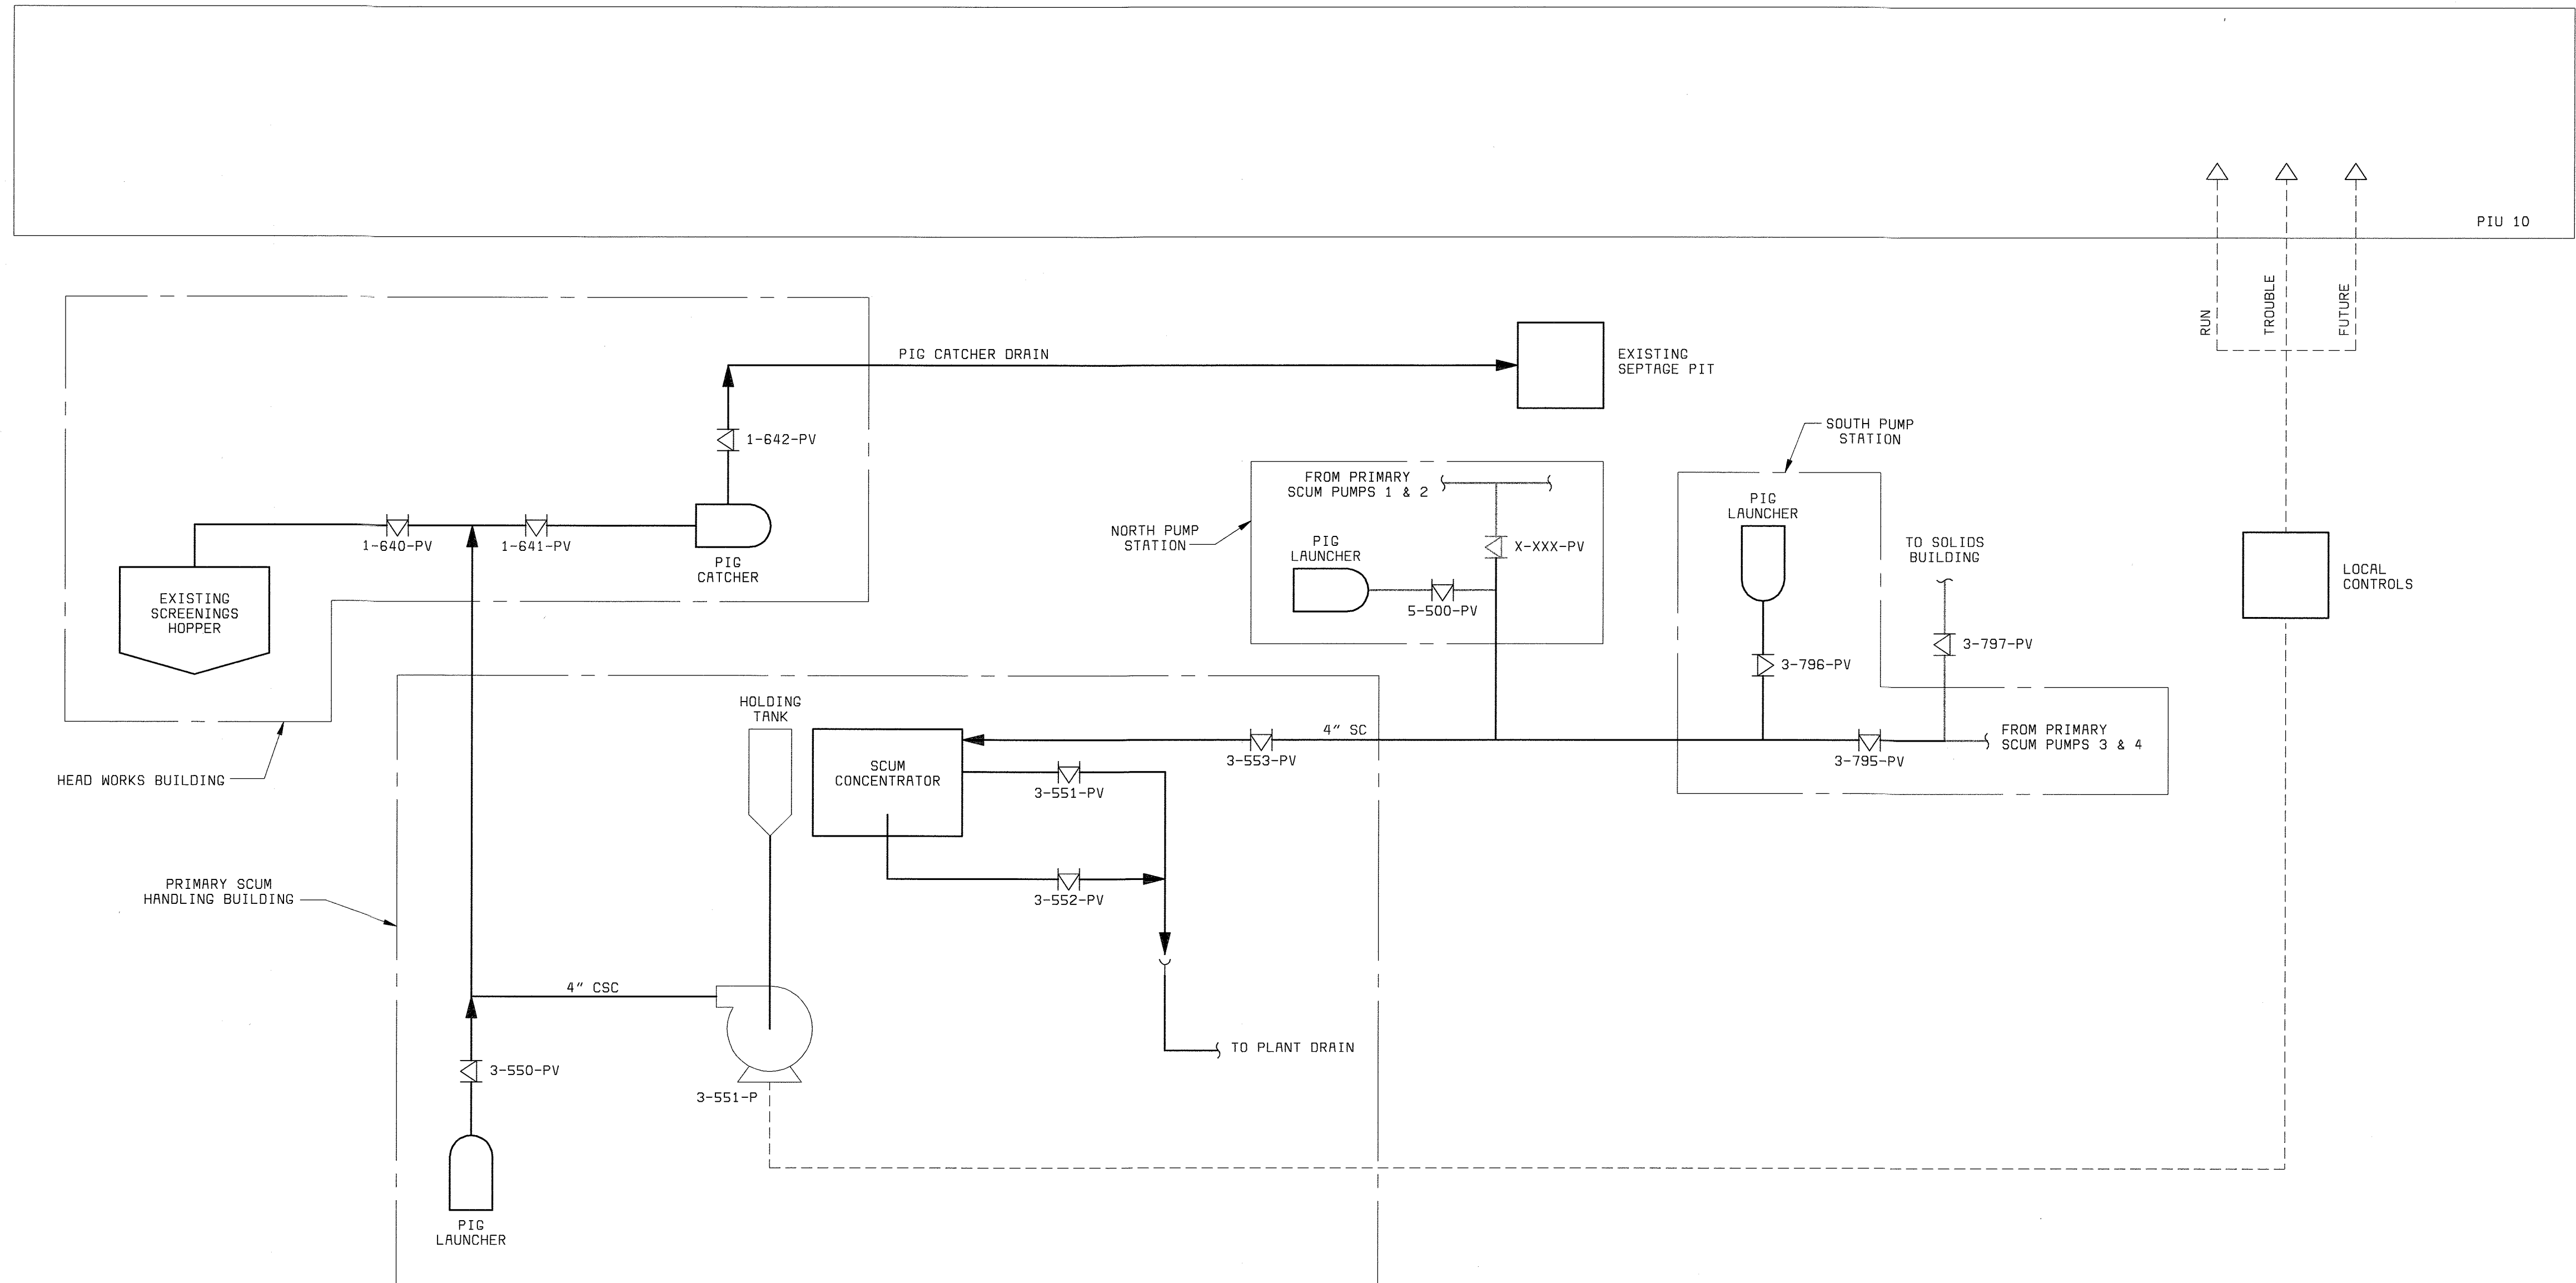 PIU 10
RUN
TROUBLE
FUTURE
PIG CATCHER DRAIN
EXISTING
SEPTAGE PIT
1-642-PV
SOUTH PUMP
STATION
FROM PRIMARY
SCUM PUMPS 1 & 2
PIG
LAUNCHER
NORTH PUMP
STATION
PIG
LAUNCHER
X-XXX-PV
5-500-PV
TO SOLIDS
BUILDING
1-640-PV
1-641-PV
PIG
CATCHER
LOCAL
CONTROLS
EXISTING
SCREENINGS
HOPPER
3-797-PV
3-796-PV
HOLDING
TANK
4" SC
FROM PRIMARY
SCUM PUMPS 3 & 4
3-553-PV
3-795-PV
SCUM
CONCENTRATOR
HEAD WORKS BUILDING
3-551-PV
PRIMARY SCUM
HANDLING BUILDING
3-552-PV
4" CSC
TO PLANT DRAIN
3-550-PV
3-551-P
PIG
LAUNCHER